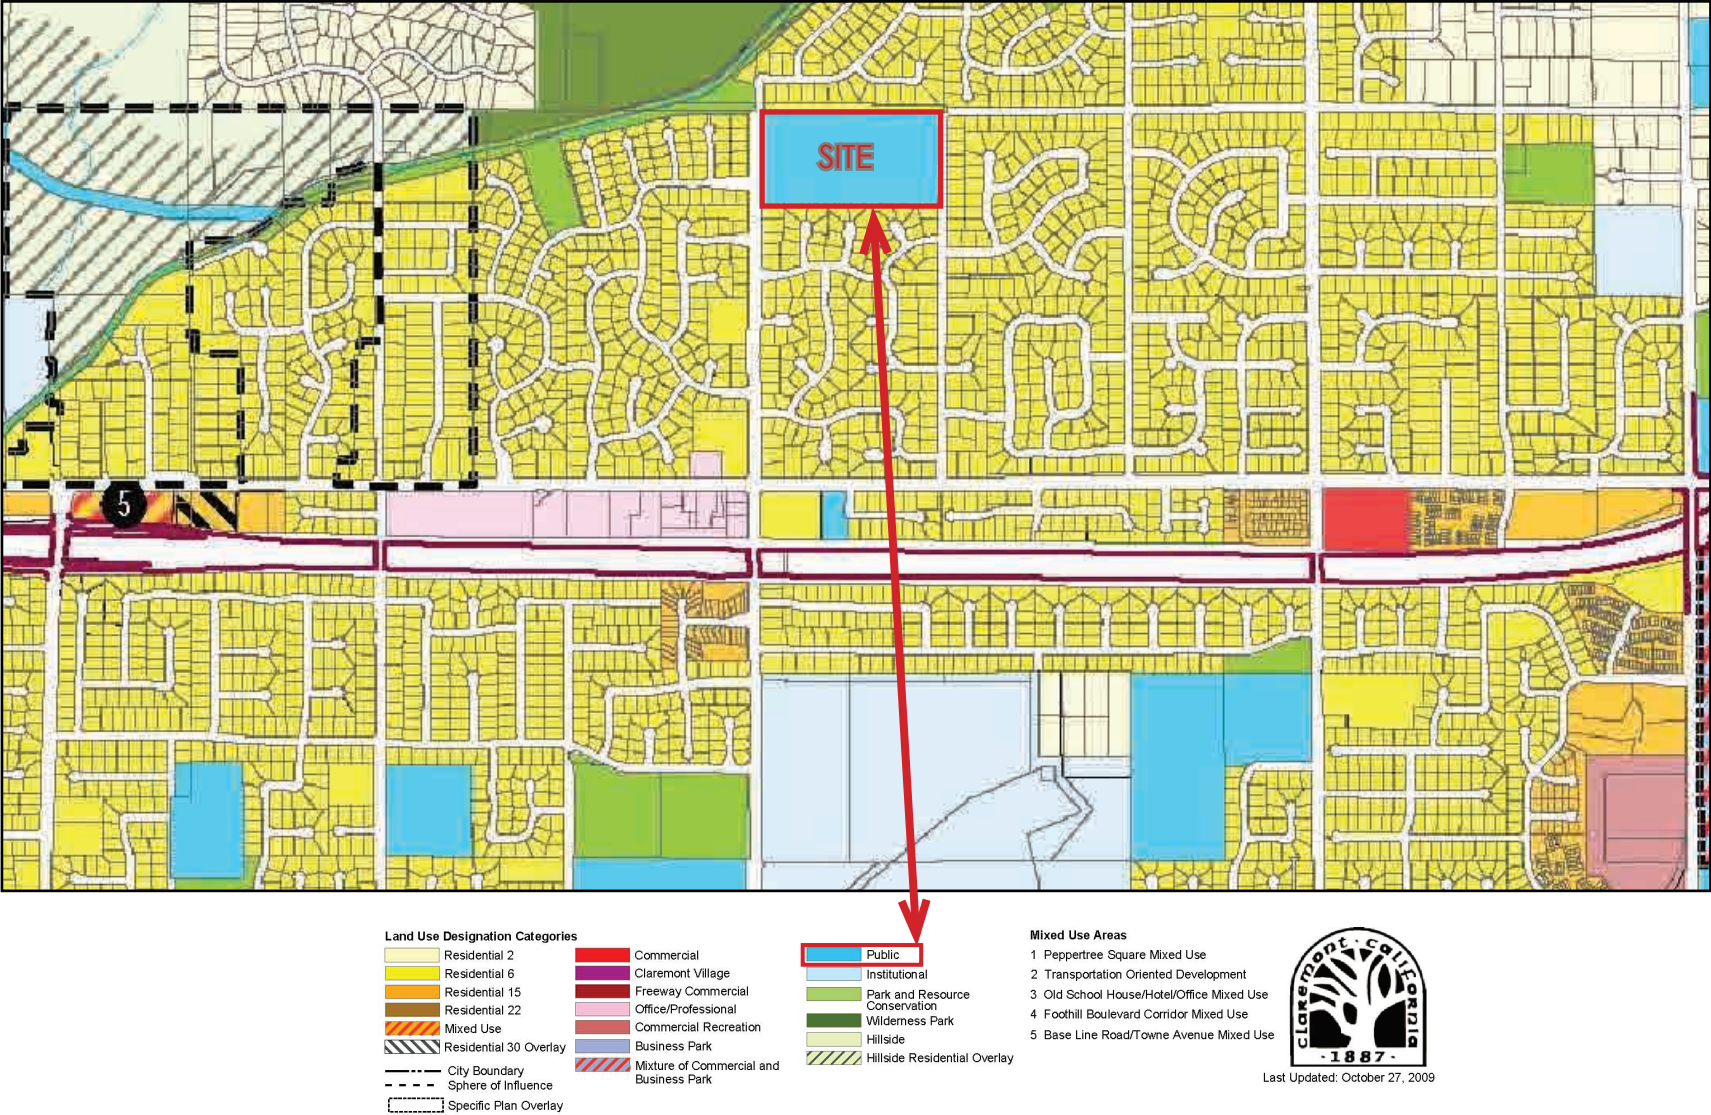 SITE
5
Land Use Designation Categories
Residential 2
Residential 6
Residential 15
Residential 22
Mixed Use
Residential 30 Overlay
City Boundary
Sphere of Influence
Specific Plan Overlay
Commercial
Claremont Village
Freeway Commercial
Office/Professional
Commercial Recreation
Business Park
Mixture of Commercial and
Business Park
Public
Institutional
Park and Resource
Conservation
Wilderness Park
Hillside
Hillside Residential Overlay
Mixed Use Areas
1 Peppertree Square Mixed Use
2 Transportation Oriented Development
3 Old School House/Hotel/Office Mixed Use
4 Foothill Boulevard Corridor Mixed Use
5 Base Line Road/Towne Avenue Mixed Use
claremont·california
·1887·
Last Updated: October 27, 2009